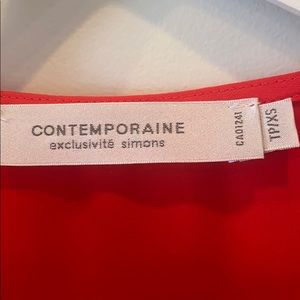 CONTEMPORAINE
exclusivité simons
CA01241
TP/XS